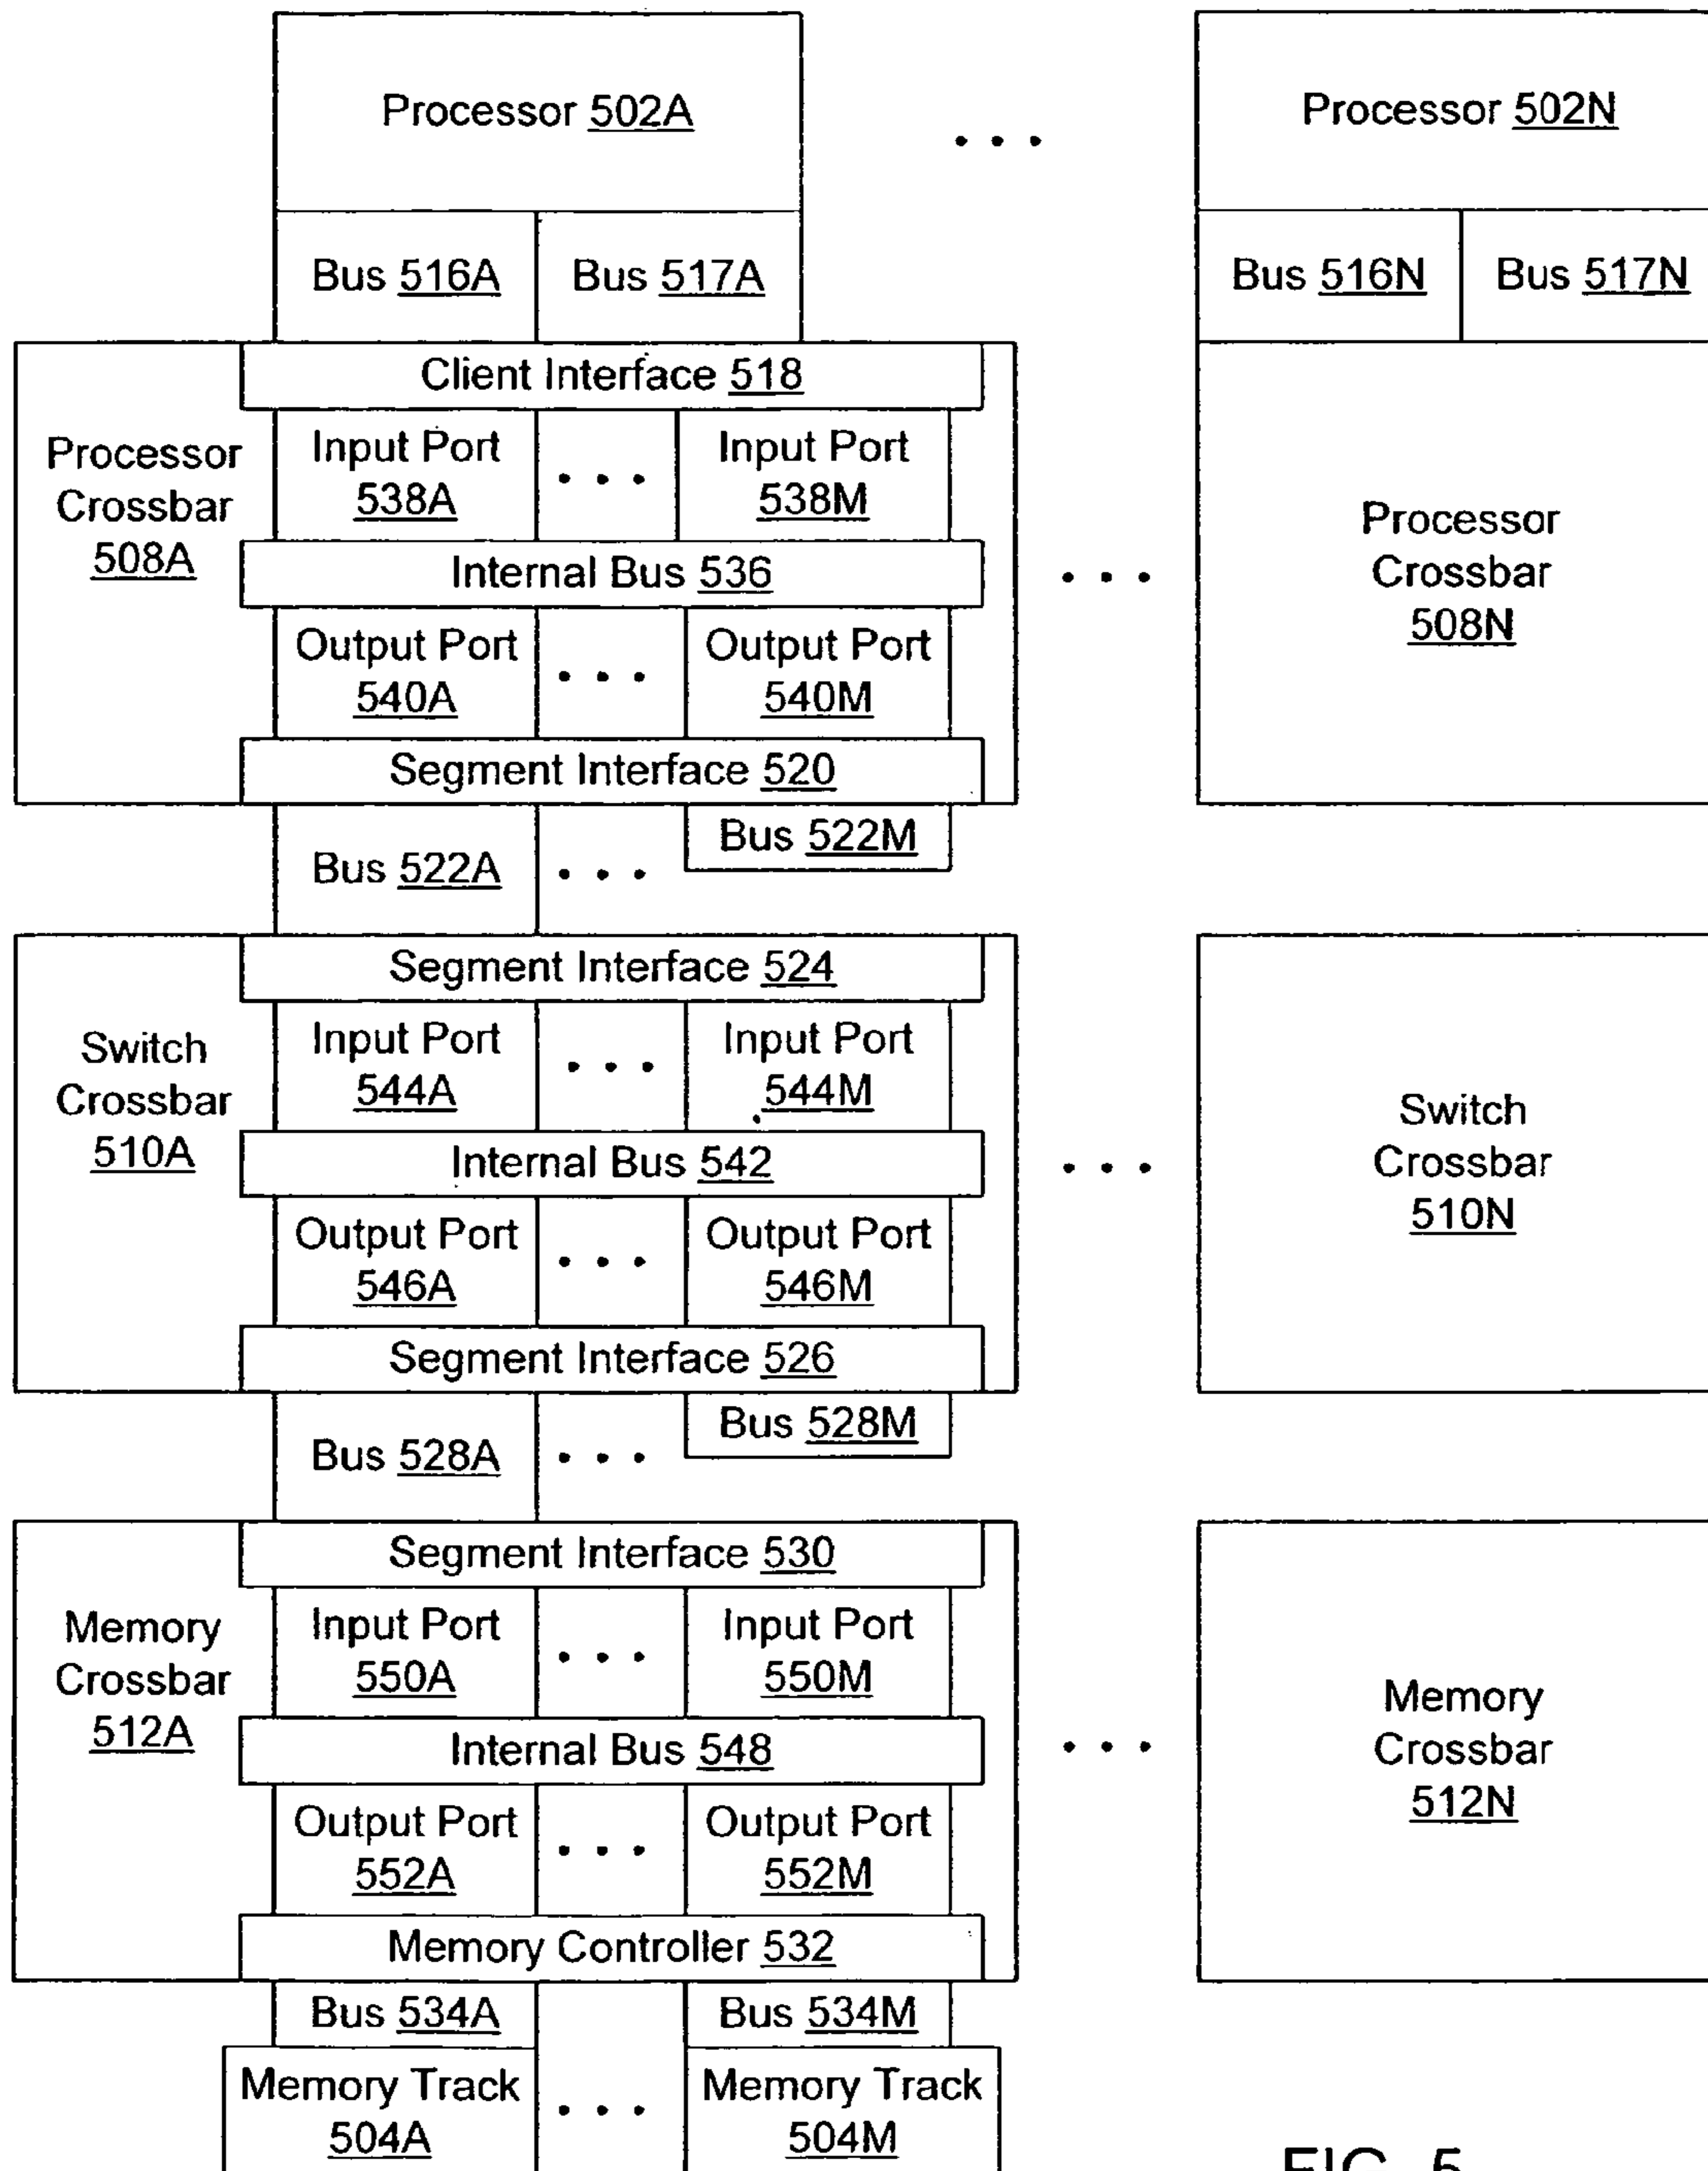 Processor 502A
Processor 502N
Bus 516A
Bus 517A
Bus 516N
Bus 517N
Client Interface 518
Processor
Crossbar
508A
Input Port
538A
Input Port
538M
Internal Bus 536
Output Port
540A
Output Port
540M
Segment Interface 520
Processor
Crossbar
508N
Bus 522A
Bus 522M
Segment Interface 524
Switch
Crossbar
510A
Input Port
544A
Input Port
544M
Internal Bus 542
Output Port
546A
Output Port
546M
Segment Interface 526
Switch
Crossbar
510N
Bus 528A
Bus 528M
Segment Interface 530
Memory
Crossbar
512A
Input Port
550A
Input Port
550M
Internal Bus 548
Output Port
552A
Output Port
552M
Memory Controller 532
Memory
Crossbar
512N
Bus 534A
Bus 534M
Memory Track
504A
Memory Track
504M
FIG. 5